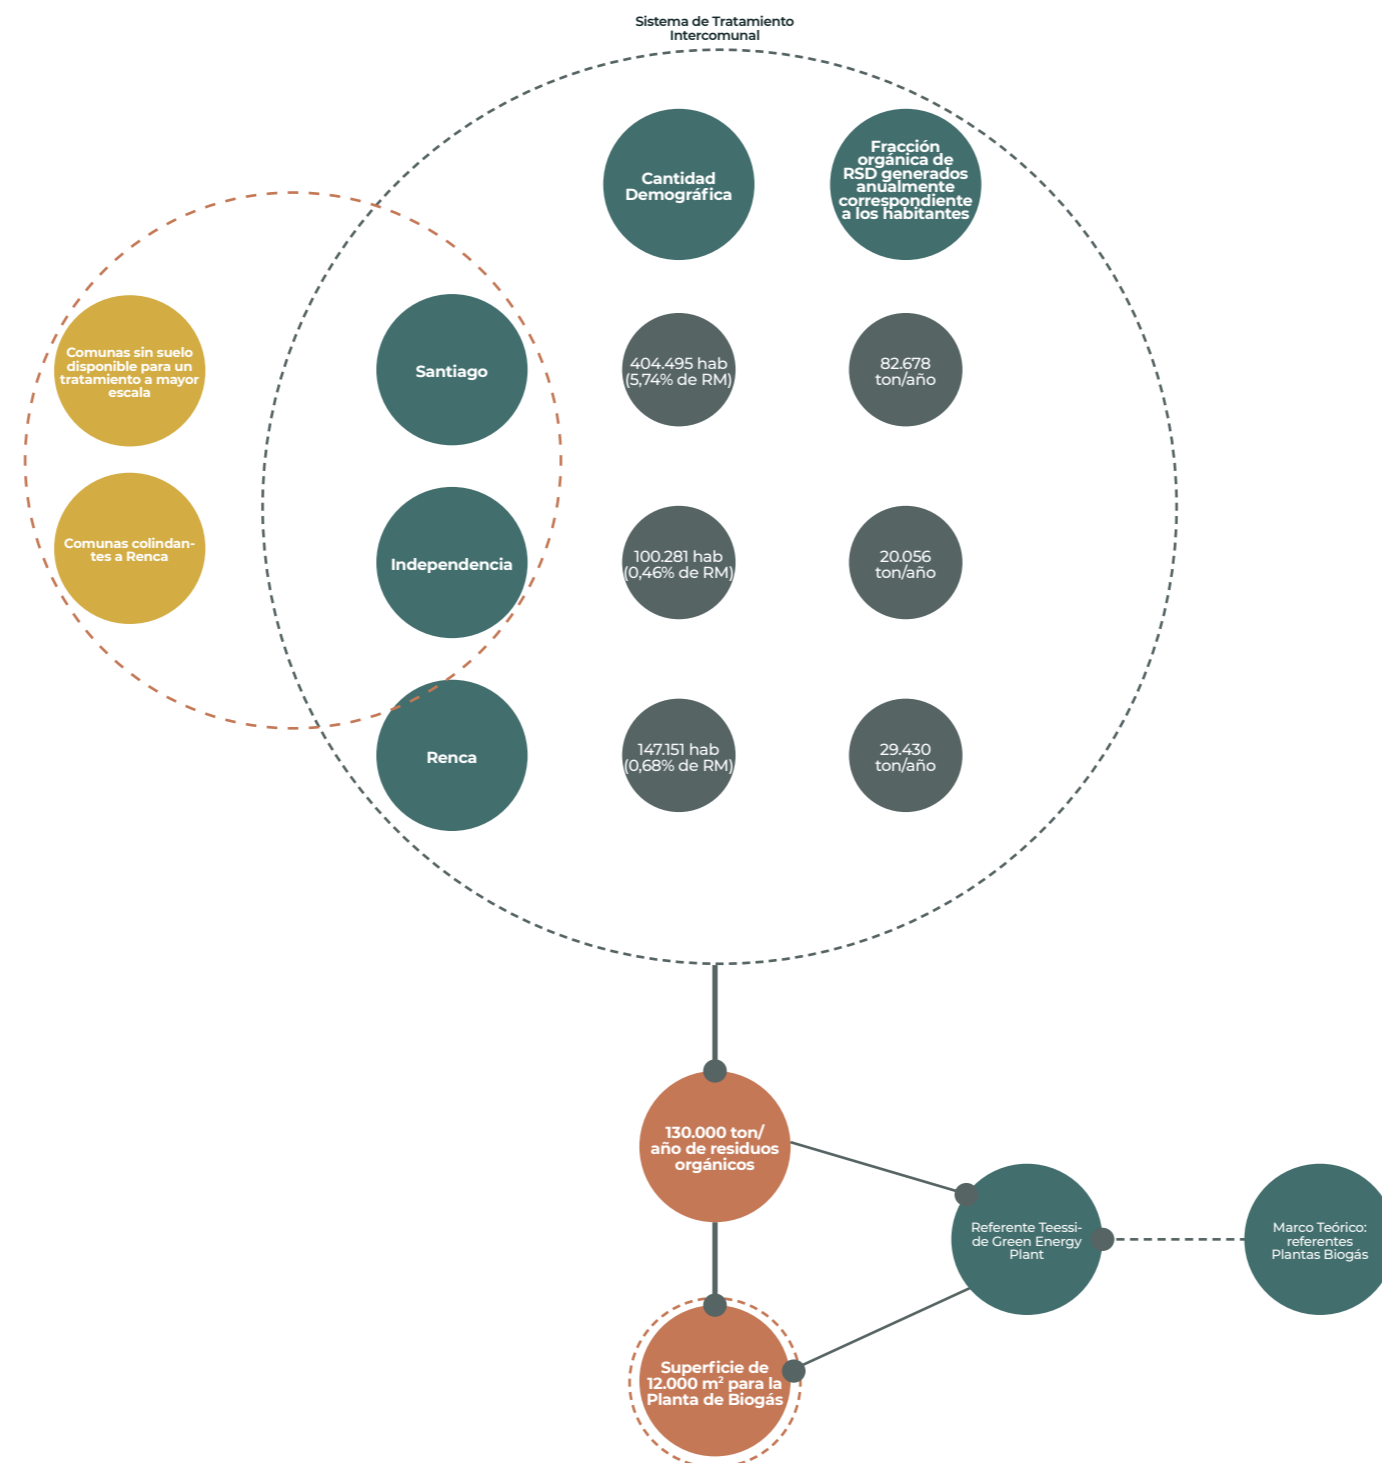 Sistema de Tratamiento
Intercomunal
Cantidad
Demográfica
Fracción
orgánica de
RSD generados
anualmente
correspondiente
a los habitantes
Comunas sin suelo
disponible para un
tratamiento a mayor
escala
Santiago
404.495 hab
(5,74% de RM)
82.678
ton/año
Comunas colindan-
tes a Renca
Independencia
100.281 hab
(0,46% de RM)
20.056
ton/año
Renca
147.151 hab
(0,68% de RM)
29.430
ton/año
130.000 ton/
año de residuos
orgánicos
Referente Teessi-
de Green Energy
Plant
Marco Teórico:
referentes
Plantas Biogás
Superficie de
12.000 m² para la
Planta de Biogás